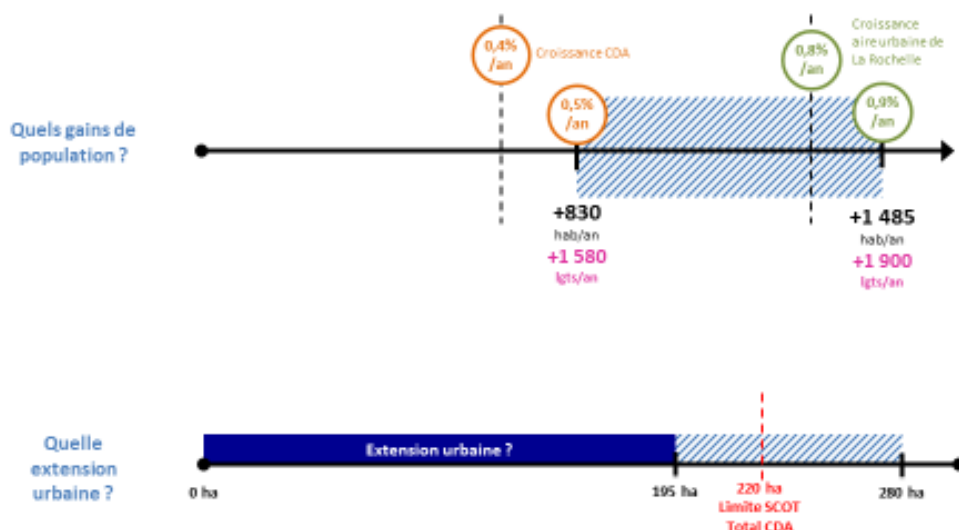 0,4%
/an
Croissance CDA
0,8%
/an
Croissance
aire urbaine de
La Rochelle
0,5%
/an
0,9%
/an
Quels gains de
population ?
+830
hab/an
+1 580
lgts/an
+1 485
hab/an
+1 900
lgts/an
Quelle
extension
urbaine ?
Extension urbaine ?
0 ha
195 ha
220 ha
Limite SCOT
Total CDA
280 ha